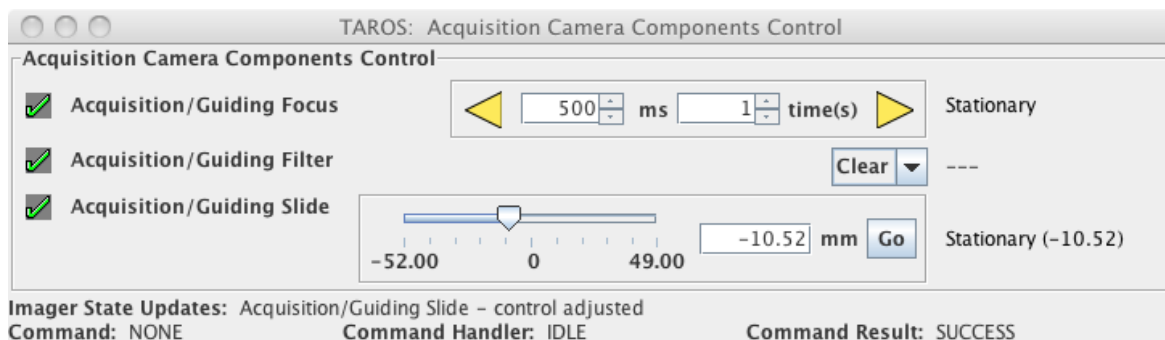 TAROS: Acquisition Camera Components Control
Acquisition Camera Components Control
Acquisition/Guiding Focus 500 ms 1 time(s) Stationary
Acquisition/Guiding Filter Clear ---
Acquisition/Guiding Slide -10.52 mm Go Stationary (-10.52)
-52.00 0 49.00
Imager State Updates: Acquisition/Guiding Slide - control adjusted
Command: NONE Command Handler: IDLE Command Result: SUCCESS